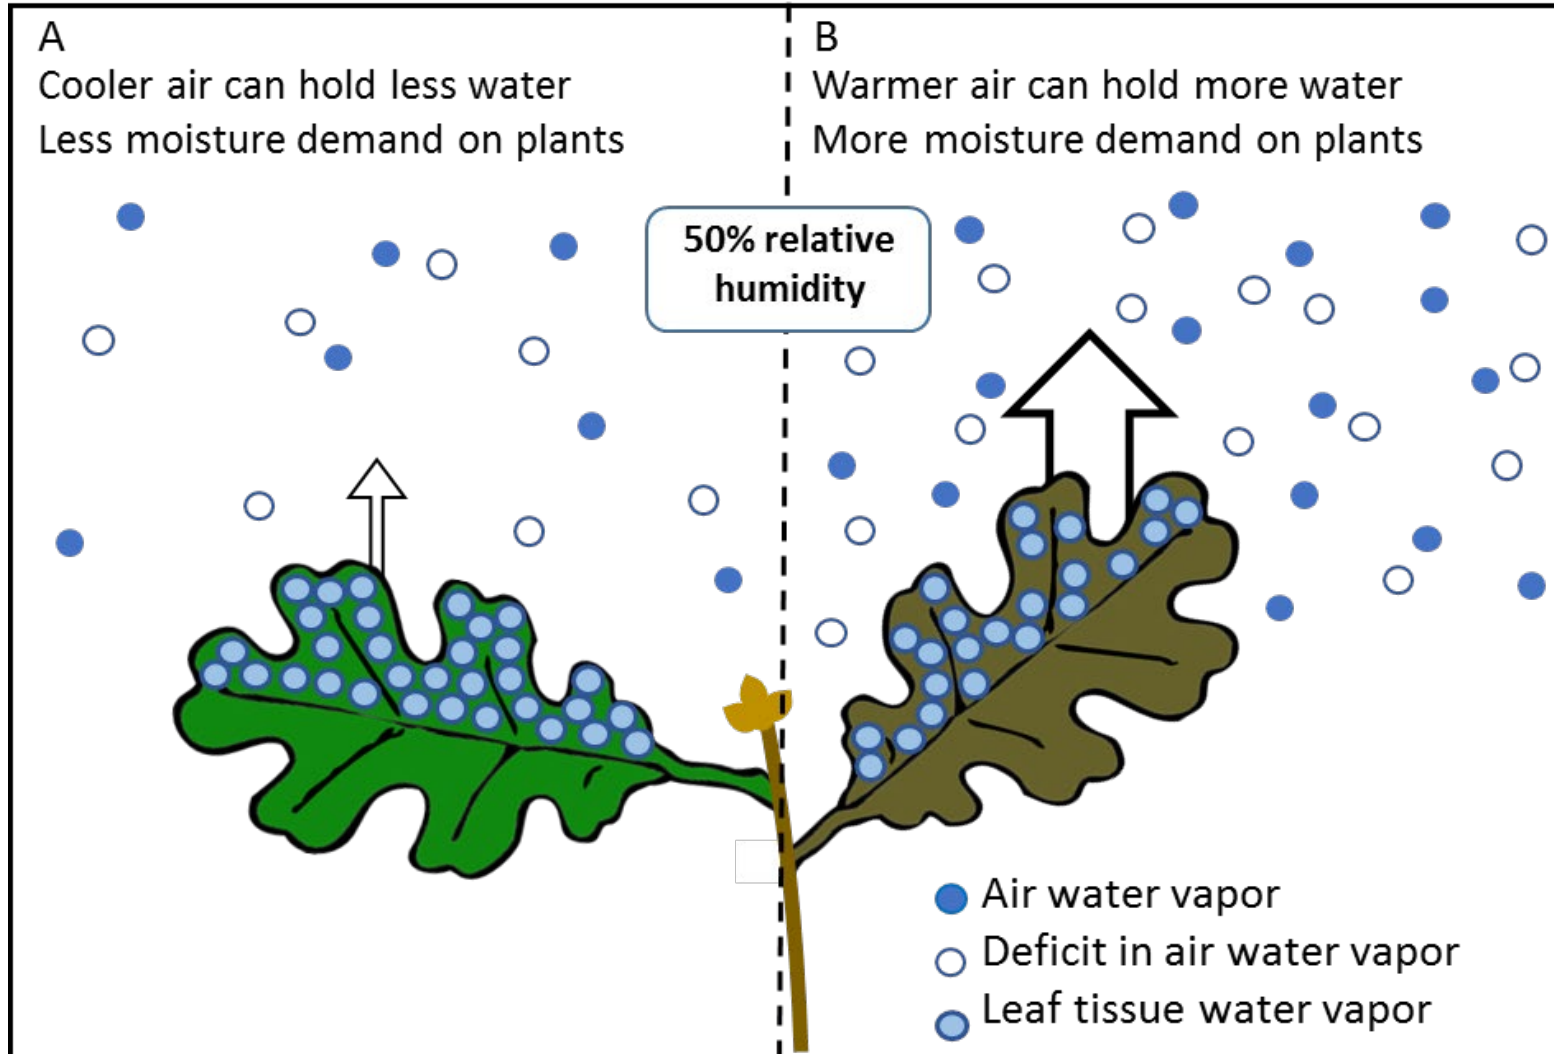 A
Cooler air can hold less water
Less moisture demand on plants
B
Warmer air can hold more water
More moisture demand on plants
50% relative
humidity
Air water vapor
Deficit in air water vapor
Leaf tissue water vapor